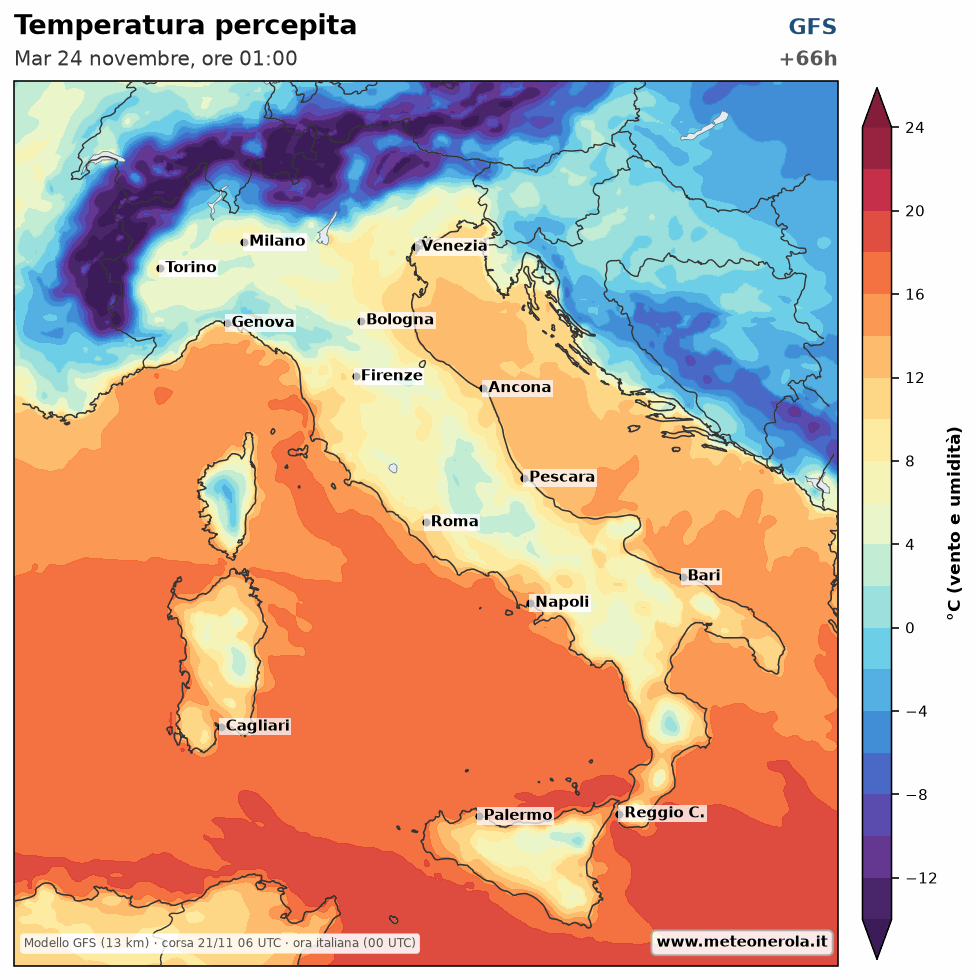 Temperatura percepita
GFS
Mar 24 novembre, ore 01:00
+66h
Milano
Venezia
Torino
Genova
Bologna
Firenze
Ancona
Pescara
Roma
Bari
Napoli
Cagliari
Palermo
Reggio C.
24
20
16
12
8
4
0
−4
−8
−12
°C (vento e umidità)
Modello GFS (13 km) · corsa 21/11 06 UTC · ora italiana (00 UTC)
www.meteonerola.it